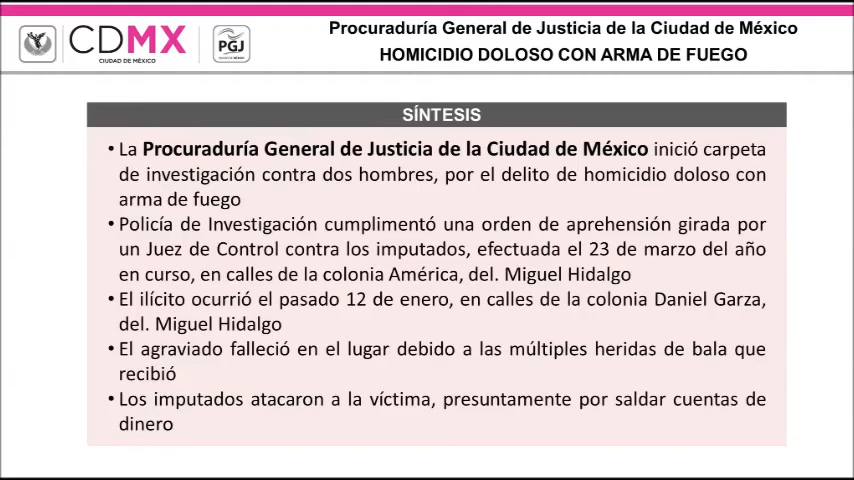 Procuraduría General de Justicia de la Ciudad de México
HOMICIDIO DOLOSO CON ARMA DE FUEGO
CDMX
CIUDAD DE MÉXICO
PGJ
SÍNTESIS
• La Procuraduría General de Justicia de la Ciudad de México inició carpeta
de investigación contra dos hombres, por el delito de homicidio doloso con
arma de fuego
• Policía de Investigación cumplimentó una orden de aprehensión girada por
un Juez de Control contra los imputados, efectuada el 23 de marzo del año
en curso, en calles de la colonia América, del. Miguel Hidalgo
• El ilícito ocurrió el pasado 12 de enero, en calles de la colonia Daniel Garza,
del. Miguel Hidalgo
• El agraviado falleció en el lugar debido a las múltiples heridas de bala que
recibió
• Los imputados atacaron a la víctima, presuntamente por saldar cuentas de
dinero